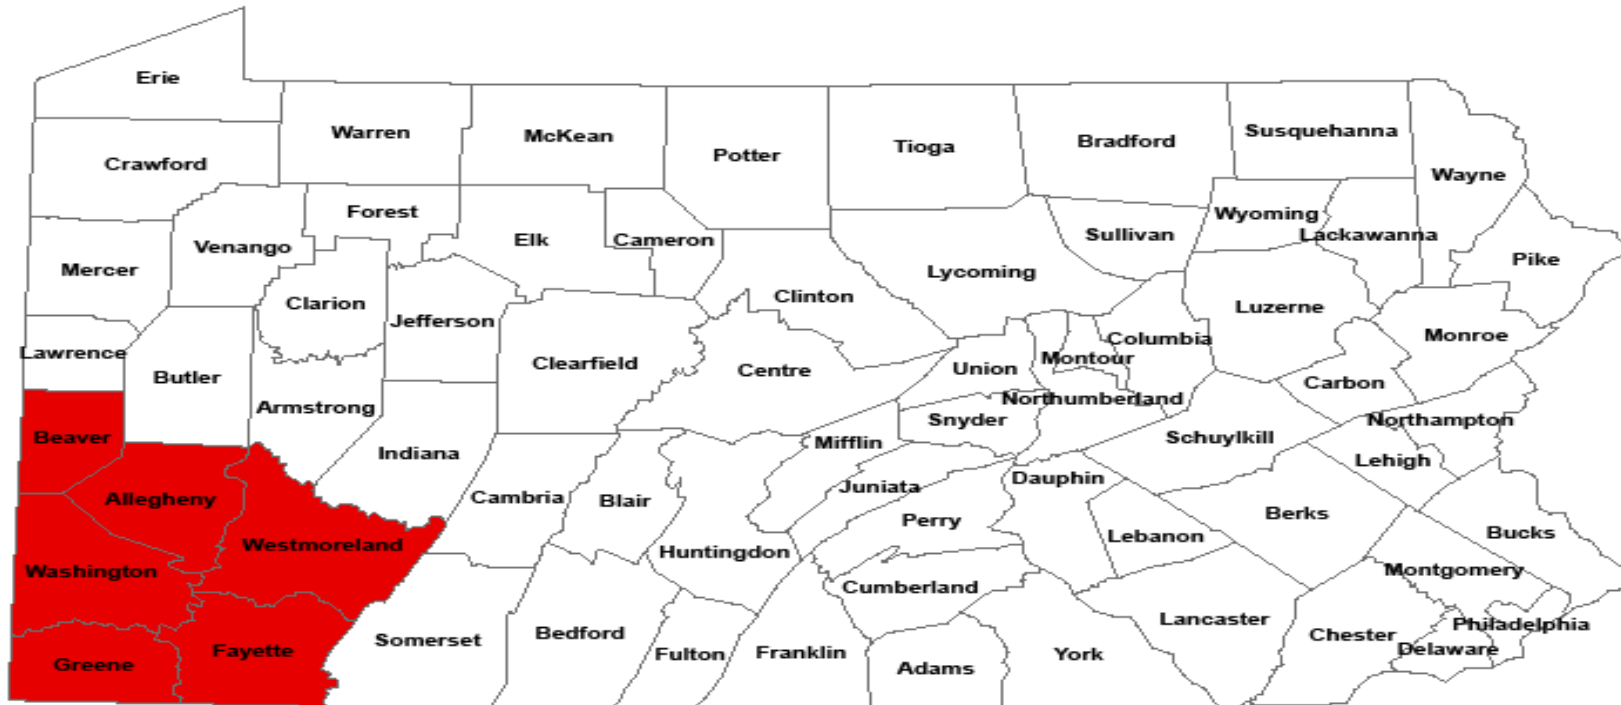 Erie
Warren
McKean
Potter
Tioga
Bradford
Susquehanna
Crawford
Wayne
Forest
Wyoming
Venango
Elk
Cameron
Sullivan
Lackawanna
Mercer
Lycoming
Pike
Clarion
Clinton
Luzerne
Jefferson
Columbia
Monroe
Lawrence
Montour
Butler
Clearfield
Centre
Union
Carbon
Armstrong
Northumberland
Snyder
Northampton
Beaver
Mifflin
Schuylkill
Indiana
Lehigh
Dauphin
Juniata
Allegheny
Cambria
Blair
Perry
Berks
Lebanon
Bucks
Westmoreland
Huntingdon
Washington
Montgomery
Cumberland
Lancaster
Philadelphia
Bedford
Chester
Somerset
Delaware
Fayette
Franklin
Fulton
York
Greene
Adams